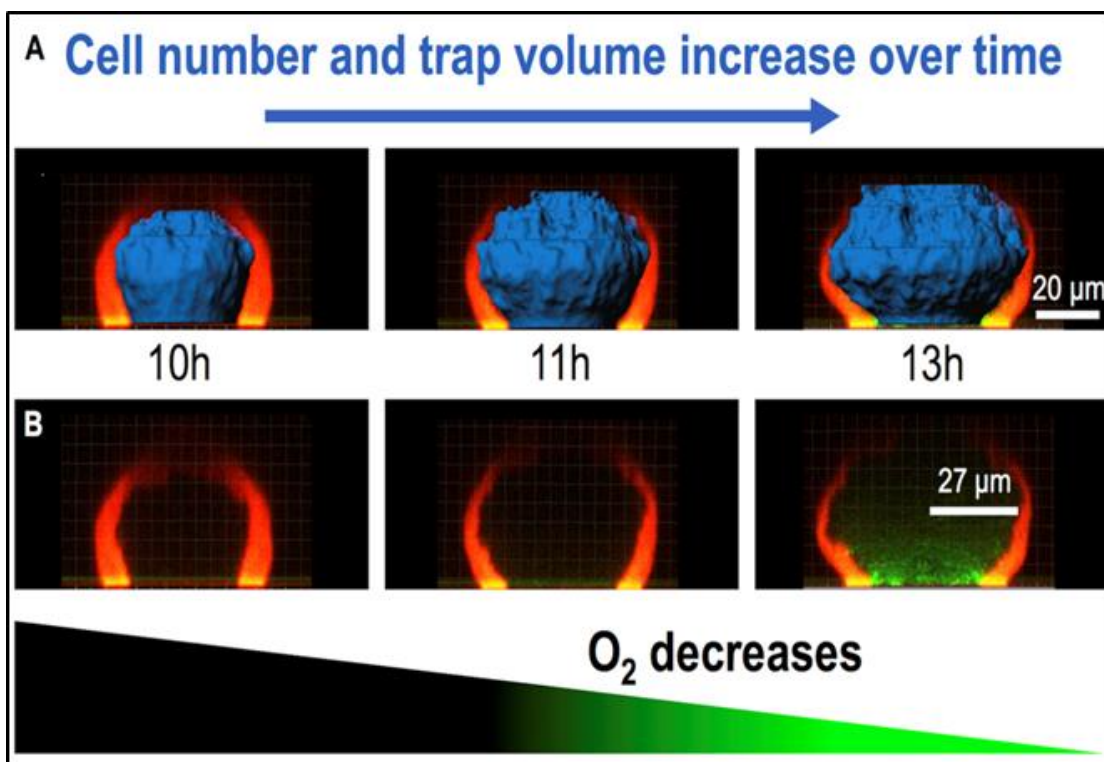 A Cell number and trap volume increase over time
20 µm
10h 11h 13h
B
27 µm
O₂ decreases